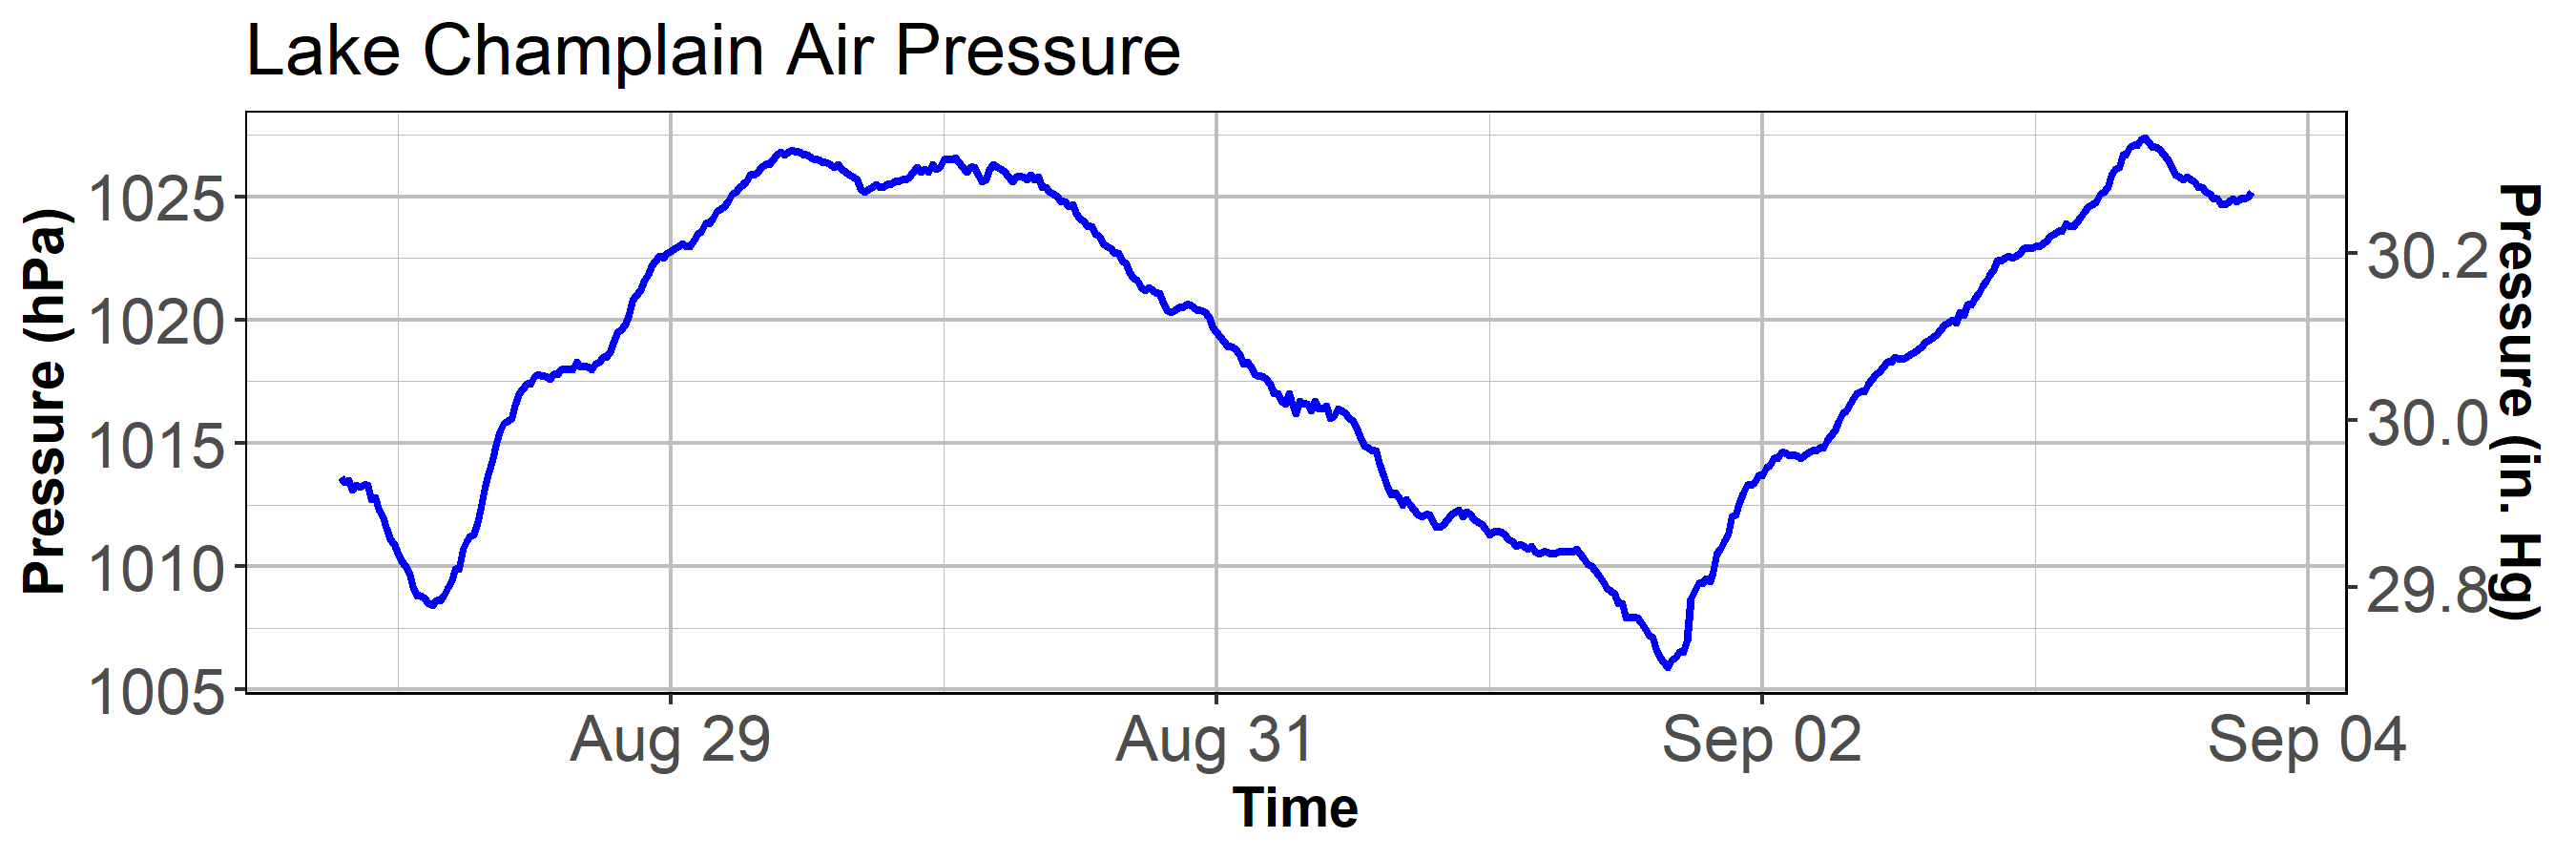 Lake Champlain Air Pressure
Pressure (hPa)
1025
1020
1015
1010
1005
30.2
30.0
29.8
Pressure (in. Hg)
Aug 29
Aug 31
Sep 02
Sep 04
Time